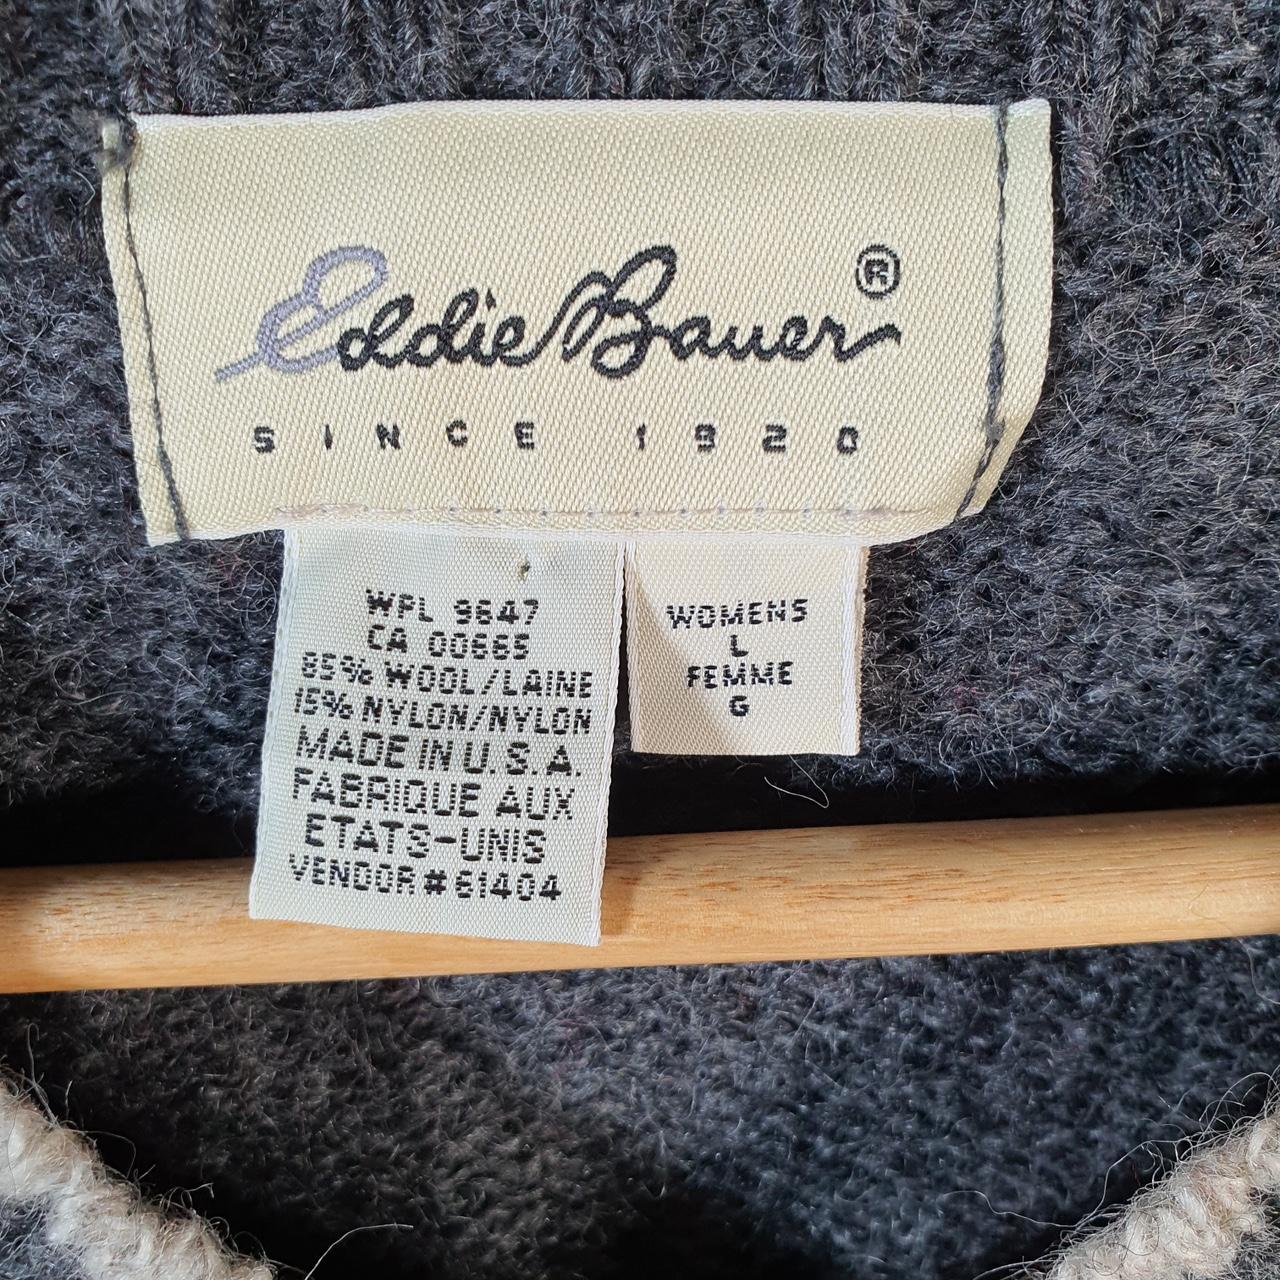 Eddie Bauer®
SINCE 1920
WPL 9647
CA 00665
85% WOOL/LAINE
15% NYLON/NYLON
MADE IN U.S.A.
FABRIQUE AUX
ETATS-UNIS
VENDOR # 61404
WOMENS
L
FEMME
G